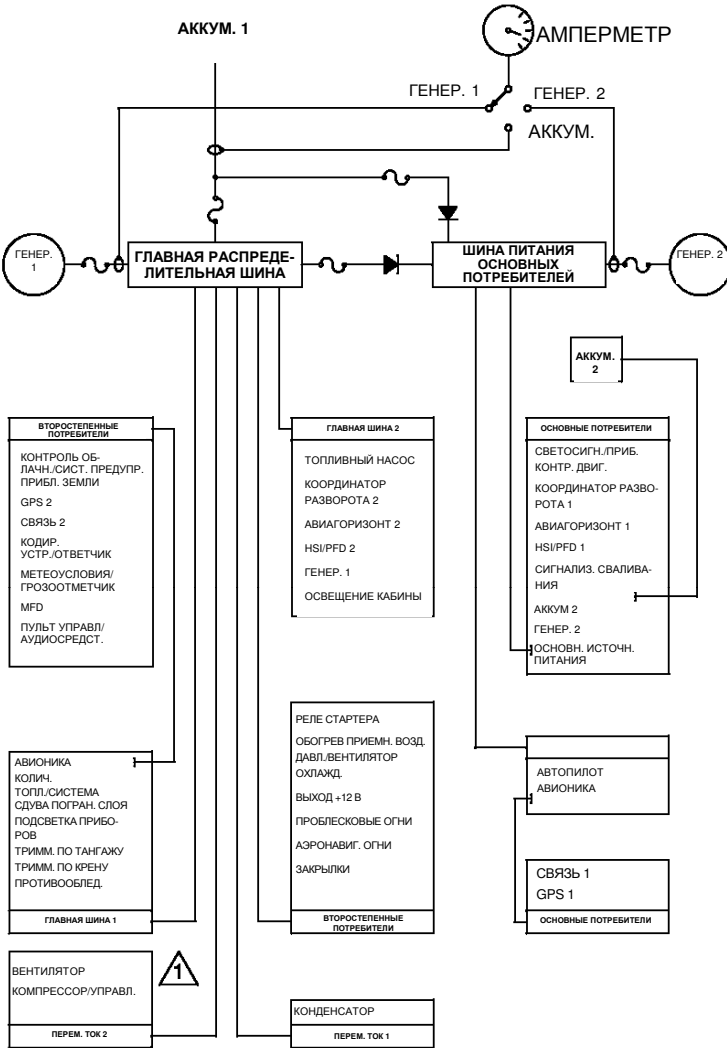 АККУМ. 1
АМПЕРМЕТР
ГЕНЕР. 1
ГЕНЕР. 2
АККУМ.
ГЕНЕР.
1
ГЛАВНАЯ РАСПРЕДЕ-
ЛИТЕЛЬНАЯ ШИНА
ШИНА ПИТАНИЯ
ОСНОВНЫХ
ПОТРЕБИТЕЛЕЙ
ГЕНЕР. 2
АККУМ.
2
ВТОРОСТЕПЕННЫЕ
ПОТРЕБИТЕЛИ
КОНТРОЛЬ ОБ-
ЛАЧН./СИСТ. ПРЕДУПР.
ПРИБЛ. ЗЕМЛИ
GPS 2
СВЯЗЬ 2
КОДИР.
УСТР./ОТВЕТЧИК
МЕТЕОУСЛОВИЯ/
ГРОЗООТМЕТЧИК
MFD
ПУЛЬТ УПРАВЛ/
АУДИОСРЕДСТ.
ГЛАВНАЯ ШИНА 2
ТОПЛИВНЫЙ НАСОС
КООРДИНАТОР
РАЗВОРОТА 2
АВИАГОРИЗОНТ 2
HSI/PFD 2
ГЕНЕР. 1
ОСВЕЩЕНИЕ КАБИНЫ
ОСНОВНЫЕ ПОТРЕБИТЕЛИ
СВЕТОСИГН./ПРИБ.
КОНТР. ДВИГ.
КООРДИНАТОР РАЗВО-
РОТА 1
АВИАГОРИЗОНТ 1
HSI/PFD 1
СИГНАЛИЗ. СВАЛИВА-
НИЯ
АККУМ 2
ГЕНЕР. 2
ОСНОВН. ИСТОЧН.
ПИТАНИЯ
АВИОНИКА
КОЛИЧ.
ТОПЛ./СИСТЕМА
СДУВА ПОГРАН. СЛОЯ
ПОДСВЕТКА ПРИБО-
РОВ
ТРИММ. ПО ТАНГАЖУ
ТРИММ. ПО КРЕНУ
ПРОТИВООБЛЕД.
ГЛАВНАЯ ШИНА 1
РЕЛЕ СТАРТЕРА
ОБОГРЕВ ПРИЕМН. ВОЗД.
ДАВЛ./ВЕНТИЛЯТОР
ОХЛАЖД.
ВЫХОД +12 В
ПРОБЛЕСКОВЫЕ ОГНИ
АЭРОНАВИГ. ОГНИ
ЗАКРЫЛКИ
ВТОРОСТЕПЕННЫЕ
ПОТРЕБИТЕЛИ
АВТОПИЛОТ
АВИОНИКА
СВЯЗЬ 1
GPS 1
ОСНОВНЫЕ ПОТРЕБИТЕЛИ
ВЕНТИЛЯТОР
КОМПРЕССОР/УПРАВЛ.
ПЕРЕМ. ТОК 2
1
КОНДЕНСАТОР
ПЕРЕМ. ТОК 1